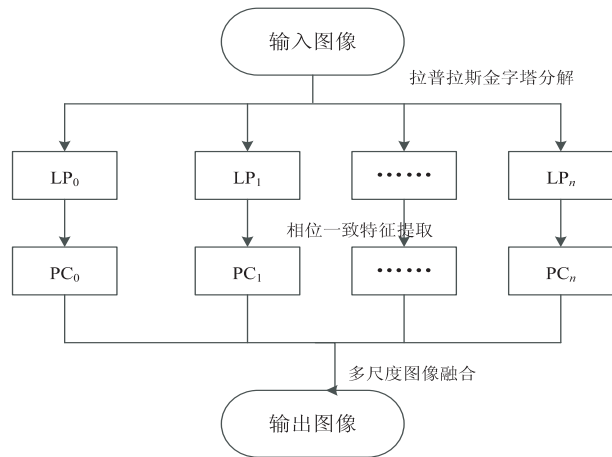 输入图像
拉普拉斯金字塔分解
LP₀ LP₁ …… LPₙ
相位一致特征提取
PC₀ PC₁ …… PCₙ
多尺度图像融合
输出图像